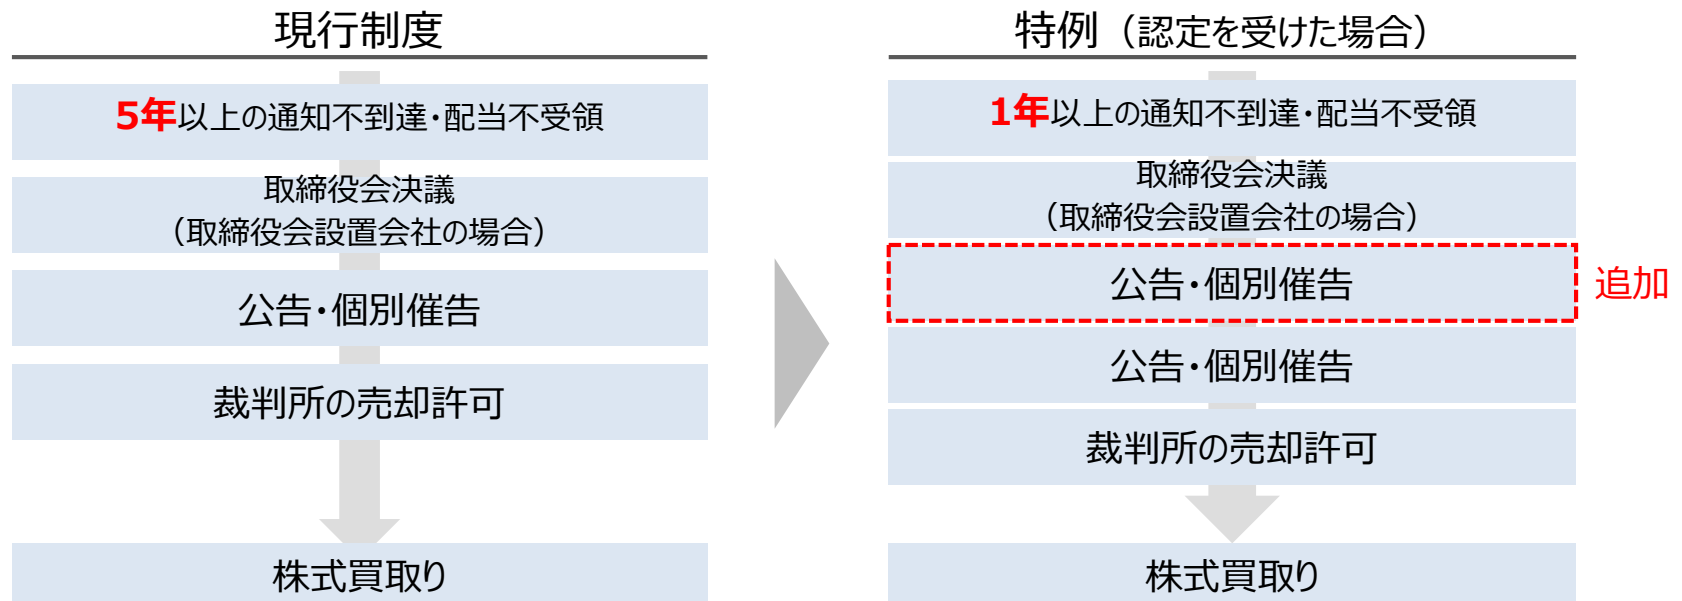 現行制度
5年以上の通知不到達・配当不受領
取締役会決議
（取締役会設置会社の場合）
公告・個別催告
裁判所の売却許可
株式買取り
特例（認定を受けた場合）
1年以上の通知不到達・配当不受領
取締役会決議
（取締役会設置会社の場合）
公告・個別催告
追加
公告・個別催告
裁判所の売却許可
株式買取り